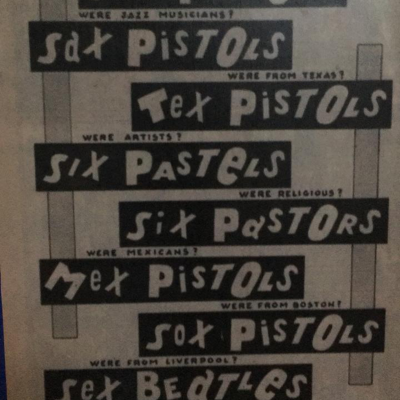 WERE JAZZ MUSICIANS?
SAX PISTOLS
WERE FROM TEXAS?
TEX PISTOLS
WERE ARTISTS?
SIX PASTELS
WERE RELIGIOUS?
SIX PASTORS
WERE MEXICANS?
MEX PISTOLS
WERE FROM BOSTON?
SOX PISTOLS
WERE FROM LIVERPOOL?
SEX BEATLES